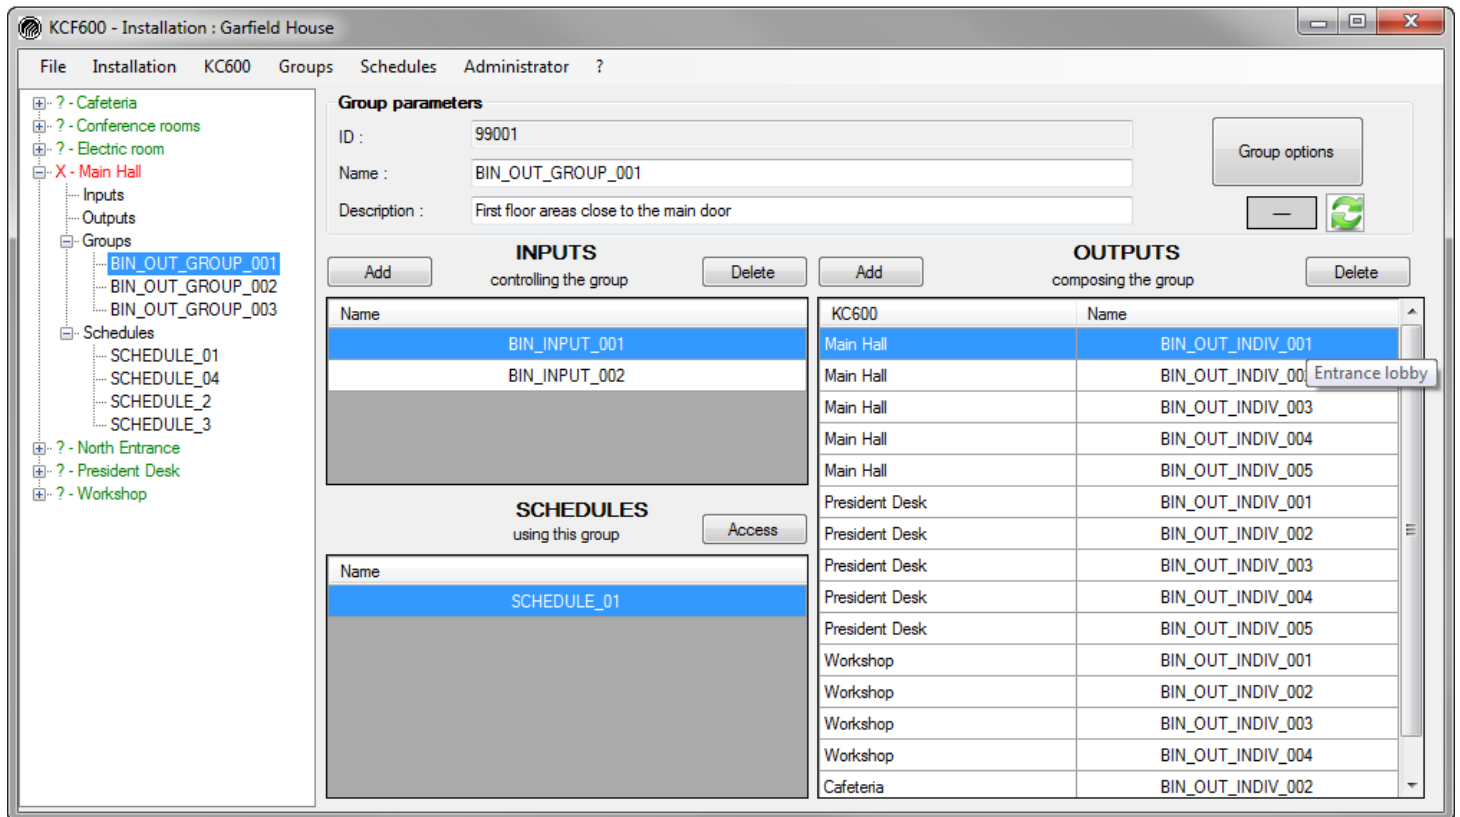 KCF600 - Installation : Garfield House
File Installation KC600 Groups Schedules Administrator ?
? - Cafeteria
? - Conference rooms
? - Electric room
X - Main Hall
Inputs
Outputs
Groups
BIN_OUT_GROUP_001
BIN_OUT_GROUP_002
BIN_OUT_GROUP_003
Schedules
SCHEDULE_01
SCHEDULE_04
SCHEDULE_2
SCHEDULE_3
? - North Entrance
? - President Desk
? - Workshop
Group parameters
ID : 99001
Name : BIN_OUT_GROUP_001
Description : First floor areas close to the main door
Group options
—
INPUTS
controlling the group
Add Delete
Name
BIN_INPUT_001
BIN_INPUT_002
SCHEDULES
using this group
Access
Name
SCHEDULE_01
OUTPUTS
composing the group
Add Delete
KC600 Name
Main Hall BIN_OUT_INDIV_001
Entrance lobby
Main Hall BIN_OUT_INDIV_00
Main Hall BIN_OUT_INDIV_003
Main Hall BIN_OUT_INDIV_004
Main Hall BIN_OUT_INDIV_005
President Desk BIN_OUT_INDIV_001
President Desk BIN_OUT_INDIV_002
President Desk BIN_OUT_INDIV_003
President Desk BIN_OUT_INDIV_004
President Desk BIN_OUT_INDIV_005
Workshop BIN_OUT_INDIV_001
Workshop BIN_OUT_INDIV_002
Workshop BIN_OUT_INDIV_003
Workshop BIN_OUT_INDIV_004
Cafeteria BIN_OUT_INDIV_002